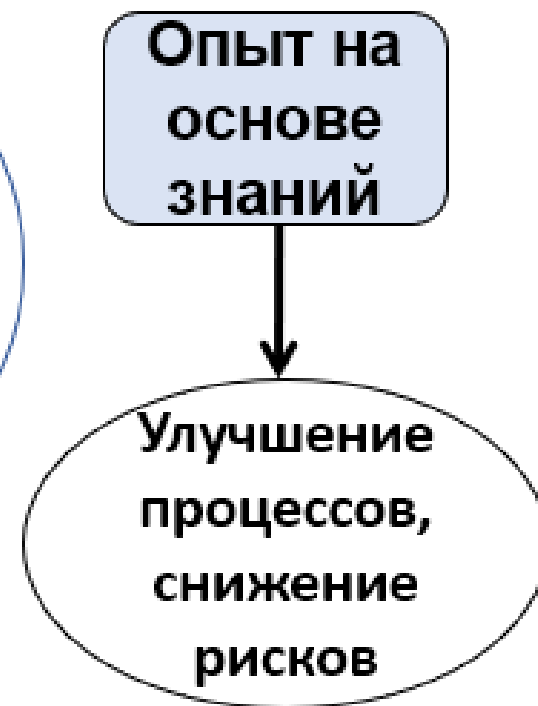 Опыт на
основе
знаний
Улучшение
процессов,
снижение
рисков